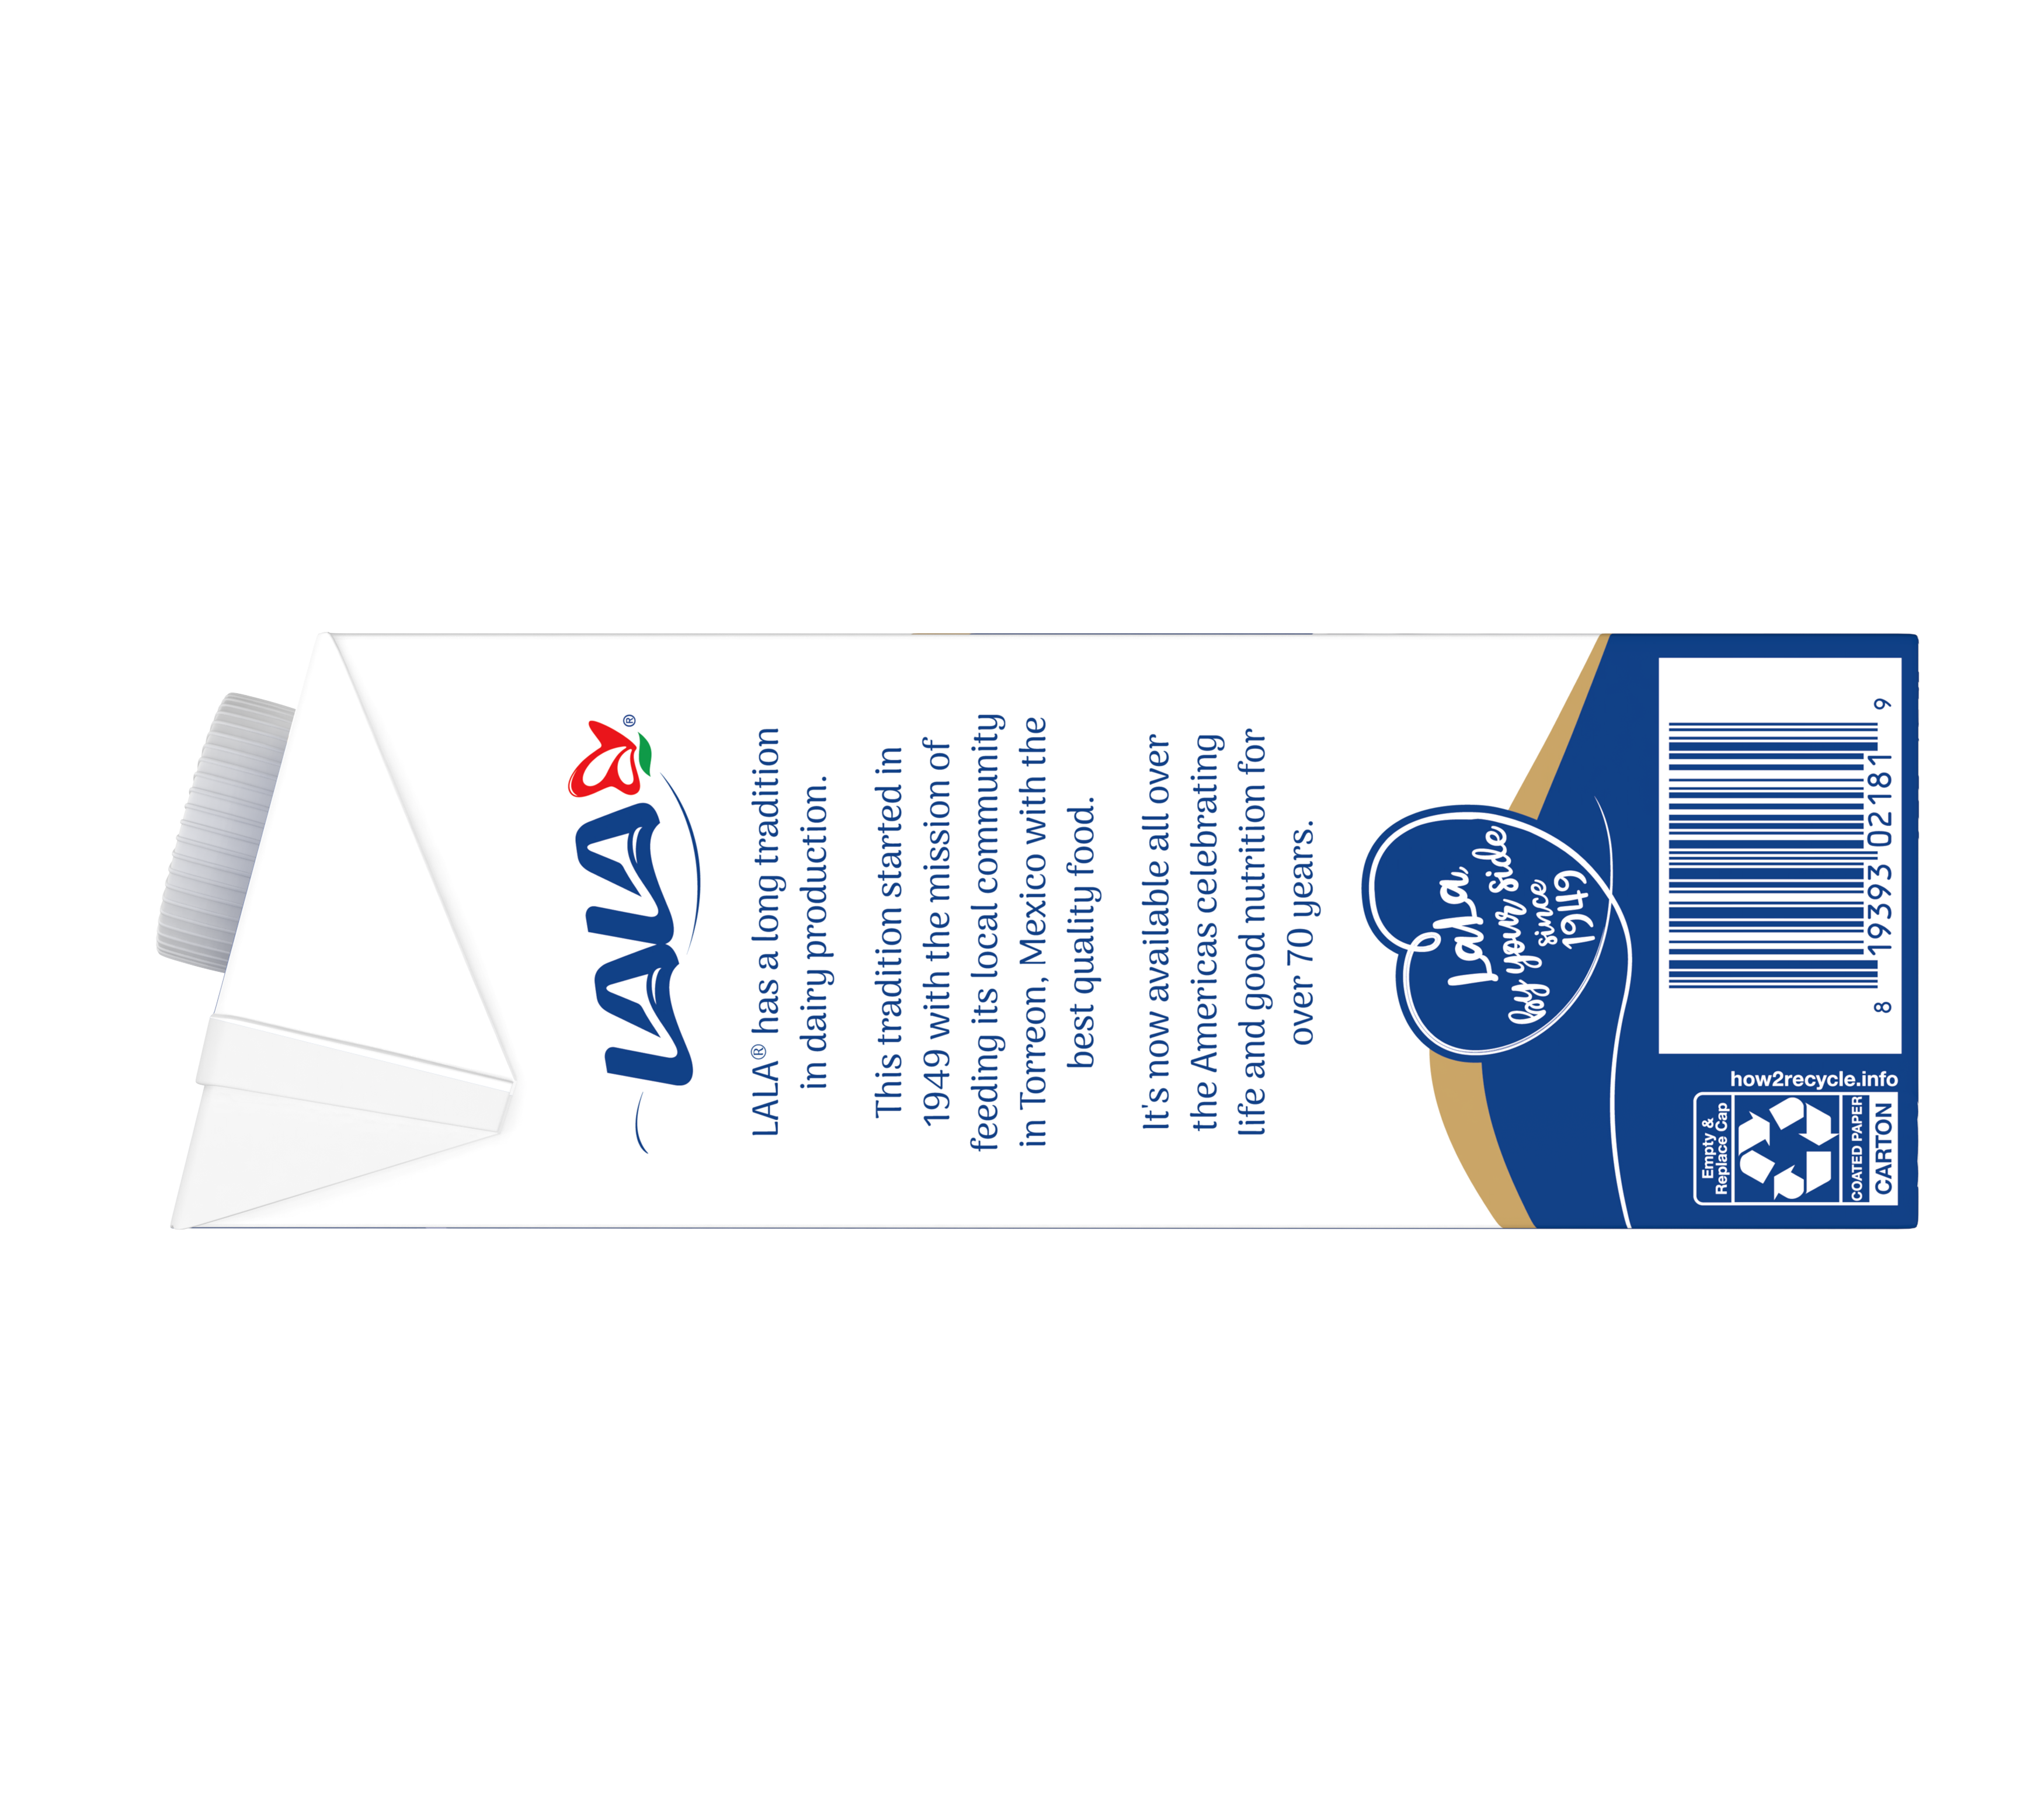 LALA®
LALA® has a long tradition
in dairy production.
This tradition started in
1949 with the mission of
feeding its local community
in Torreon, Mexico with the
best quality food.
It's now available all over
the Americas celebrating
life and good nutrition for
over 70 years.
Lala
by your side
since
1949
how2recycle.info
Empty &
Replace Cap
COATED PAPER
CARTON
8 19393 02181 9